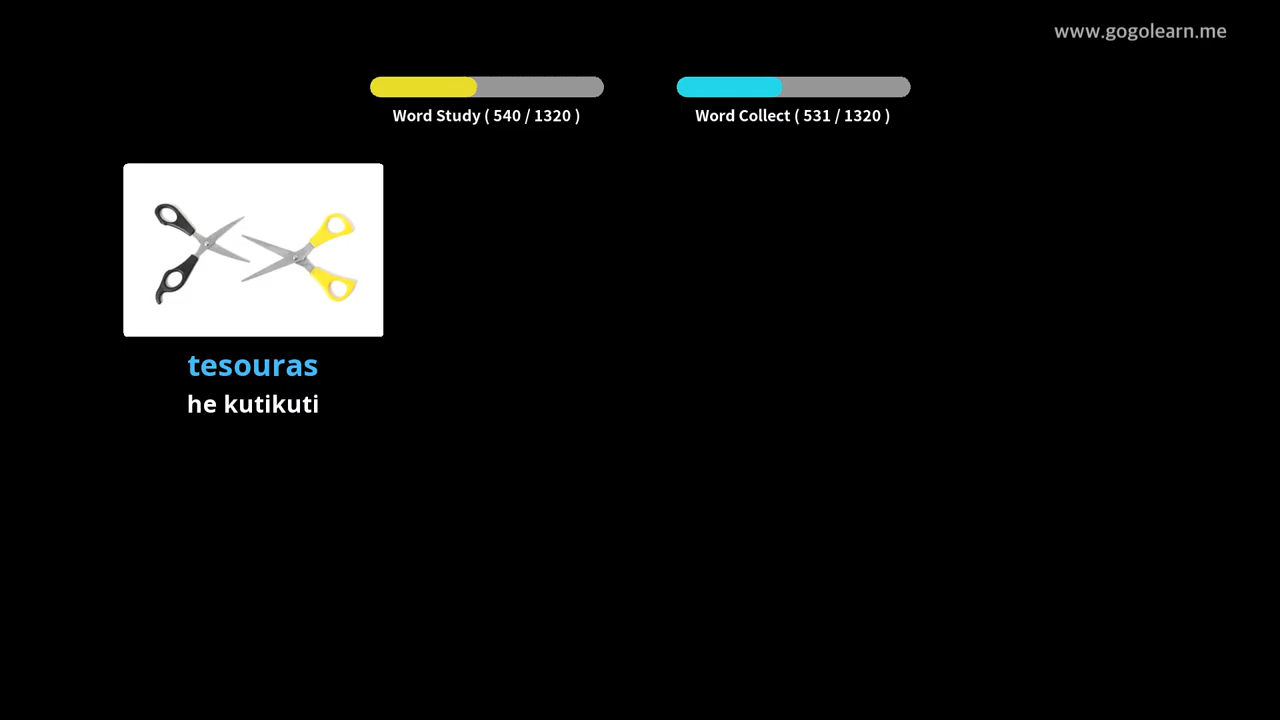 www.gogolearn.me
Word Study ( 540 / 1320 )
Word Collect ( 531 / 1320 )
tesouras
he kutikuti